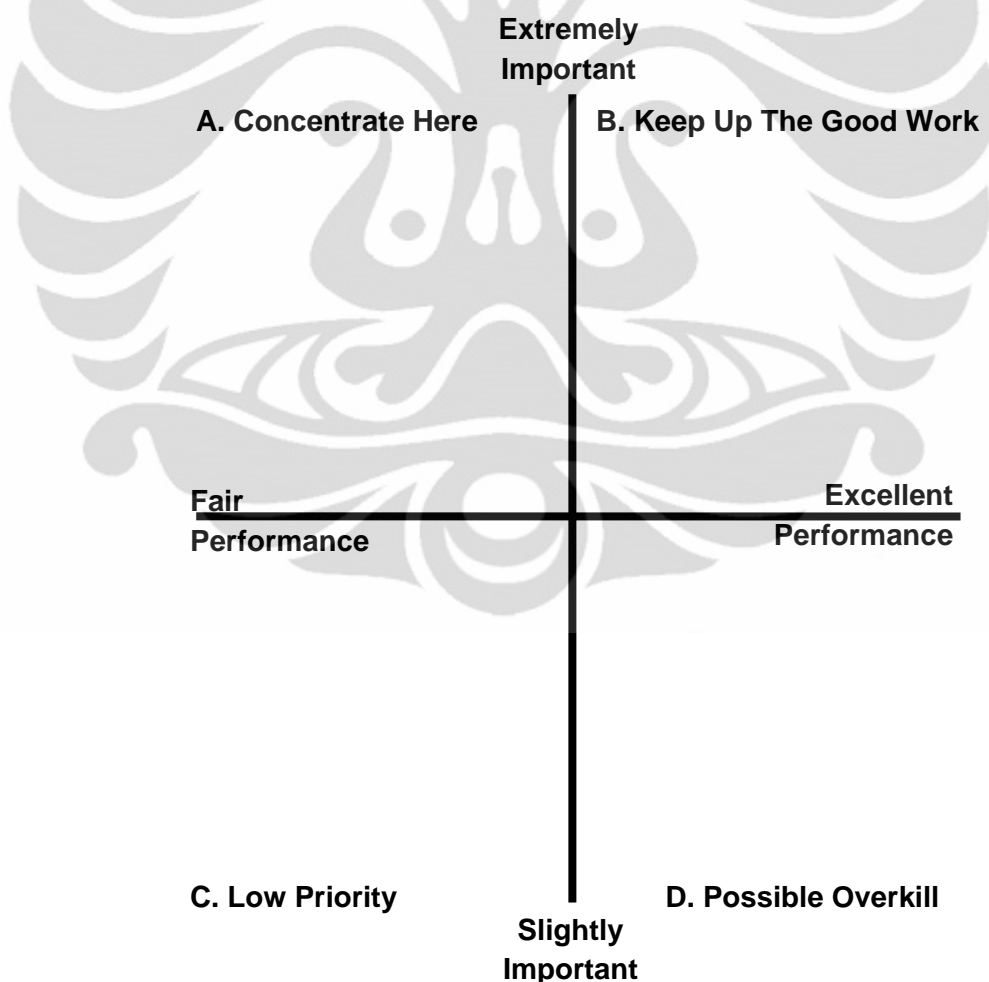 Extremely
Important
A. Concentrate Here
B. Keep Up The Good Work
Fair
Performance
Excellent
Performance
C. Low Priority
D. Possible Overkill
Slightly
Important